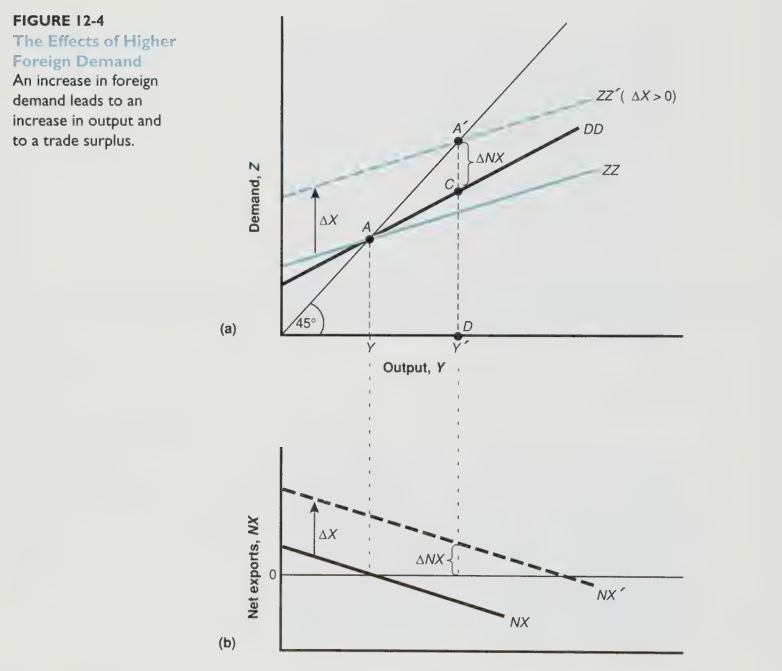 FIGURE 12-4
The Effects of Higher
Foreign Demand
An increase in foreign
demand leads to an
increase in output and
to a trade surplus.
ZZ´ ( ΔX > 0)
A´
DD
ΔNX
C
ZZ
Demand, Z
ΔX
A
45°
D
(a)
Y
Y´
Output, Y
Net exports, NX
ΔX
ΔNX
0
NX´
NX
(b)